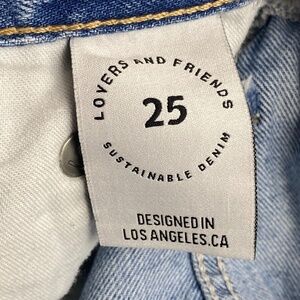 LOVERS AND FRIENDS
25
SUSTAINABLE DENIM
DESIGNED IN
LOS ANGELES.CA